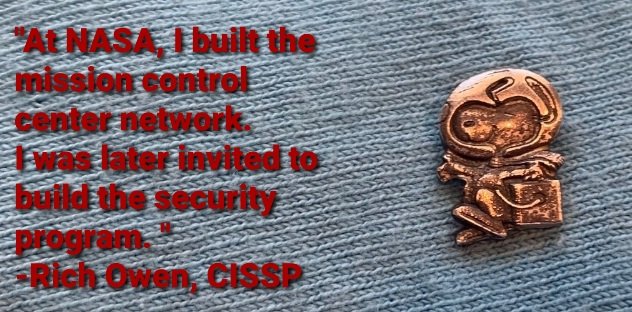 "At NASA, I built the
mission control
center network.
I was later invited to
build the security
program. "
-Rich Owen, CISSP